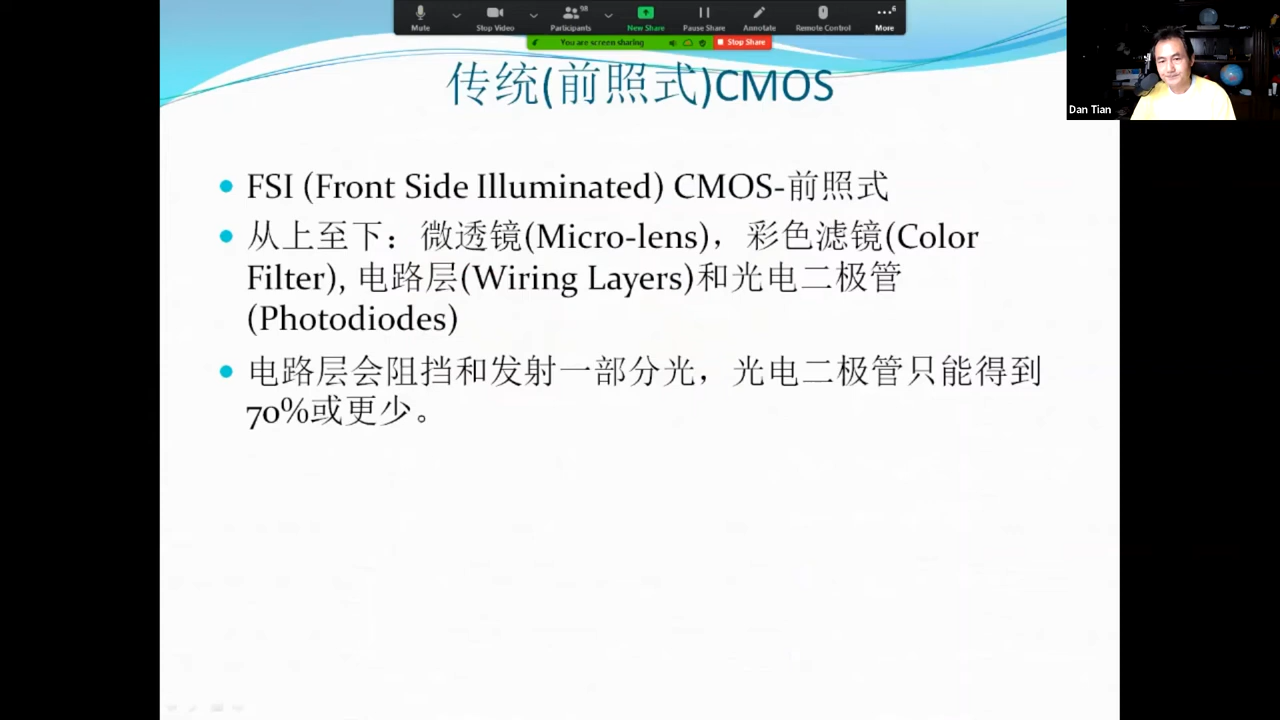 98
6
Mute
Stop Video
Participants
New Share
Pause Share
Annotate
Remote Control
More
You are screen sharing
Stop Share
Dan Tian
传统(前照式)CMOS
FSI (Front Side Illuminated) CMOS-前照式
从上至下：微透镜(Micro-lens)，彩色滤镜(Color
Filter), 电路层(Wiring Layers)和光电二极管
(Photodiodes)
电路层会阻挡和发射一部分光，光电二极管只能得到
70%或更少。